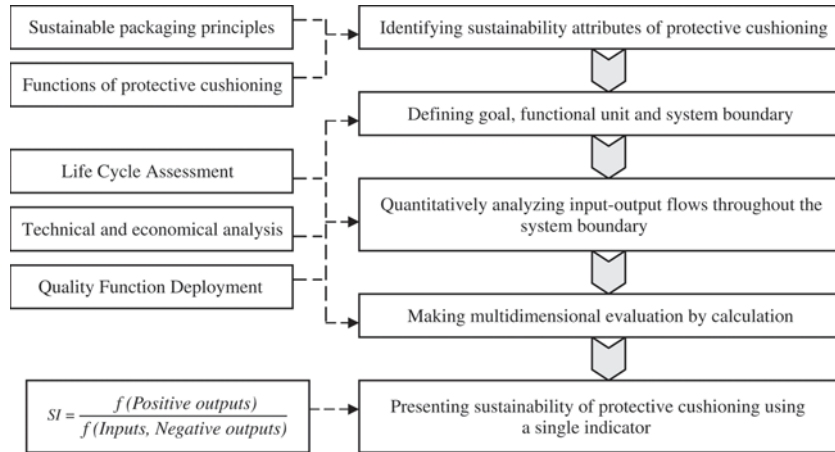 Sustainable packaging principles
Functions of protective cushioning
Life Cycle Assessment
Technical and economical analysis
Quality Function Deployment
SI = f (Positive outputs)
f (Inputs, Negative outputs)
Identifying sustainability attributes of protective cushioning
Defining goal, functional unit and system boundary
Quantitatively analyzing input-output flows throughout the
system boundary
Making multidimensional evaluation by calculation
Presenting sustainability of protective cushioning using
a single indicator